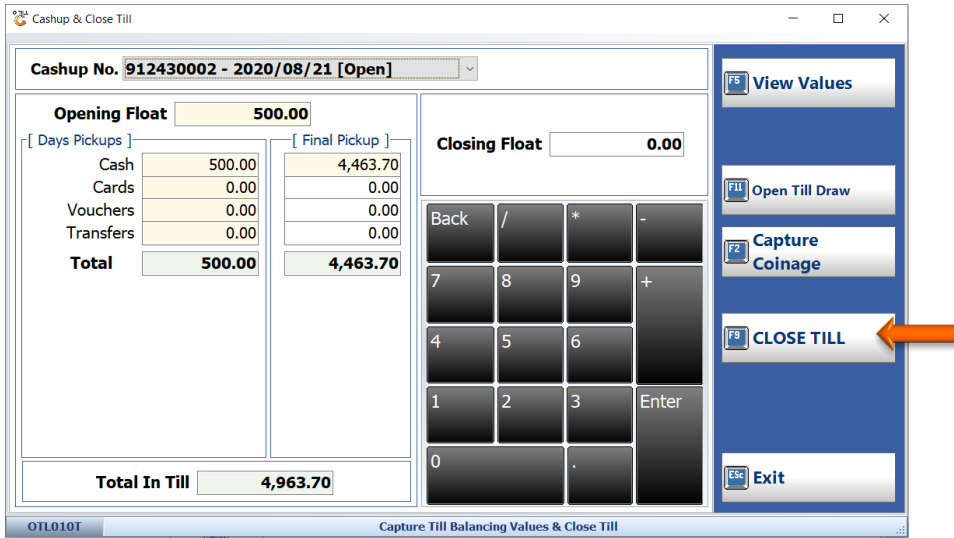 Cashup & Close Till
Cashup No. 912430002 - 2020/08/21 [Open]
Opening Float 500.00
[ Days Pickups ] [ Final Pickup ]
Cash 500.00 4,463.70
Cards 0.00 0.00
Vouchers 0.00 0.00
Transfers 0.00 0.00
Total 500.00 4,463.70
Total In Till 4,963.70
Closing Float 0.00
Back / * -
7 8 9 +
4 5 6
1 2 3 Enter
0 .
F5 View Values
F11 Open Till Draw
F2 Capture
Coinage
F9 CLOSE TILL
ESc Exit
OTL010T Capture Till Balancing Values & Close Till